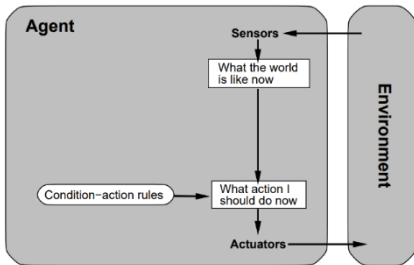 Agent
Sensors
What the world
is like now
Environment
Condition−action rules
What action I
should do now
Actuators